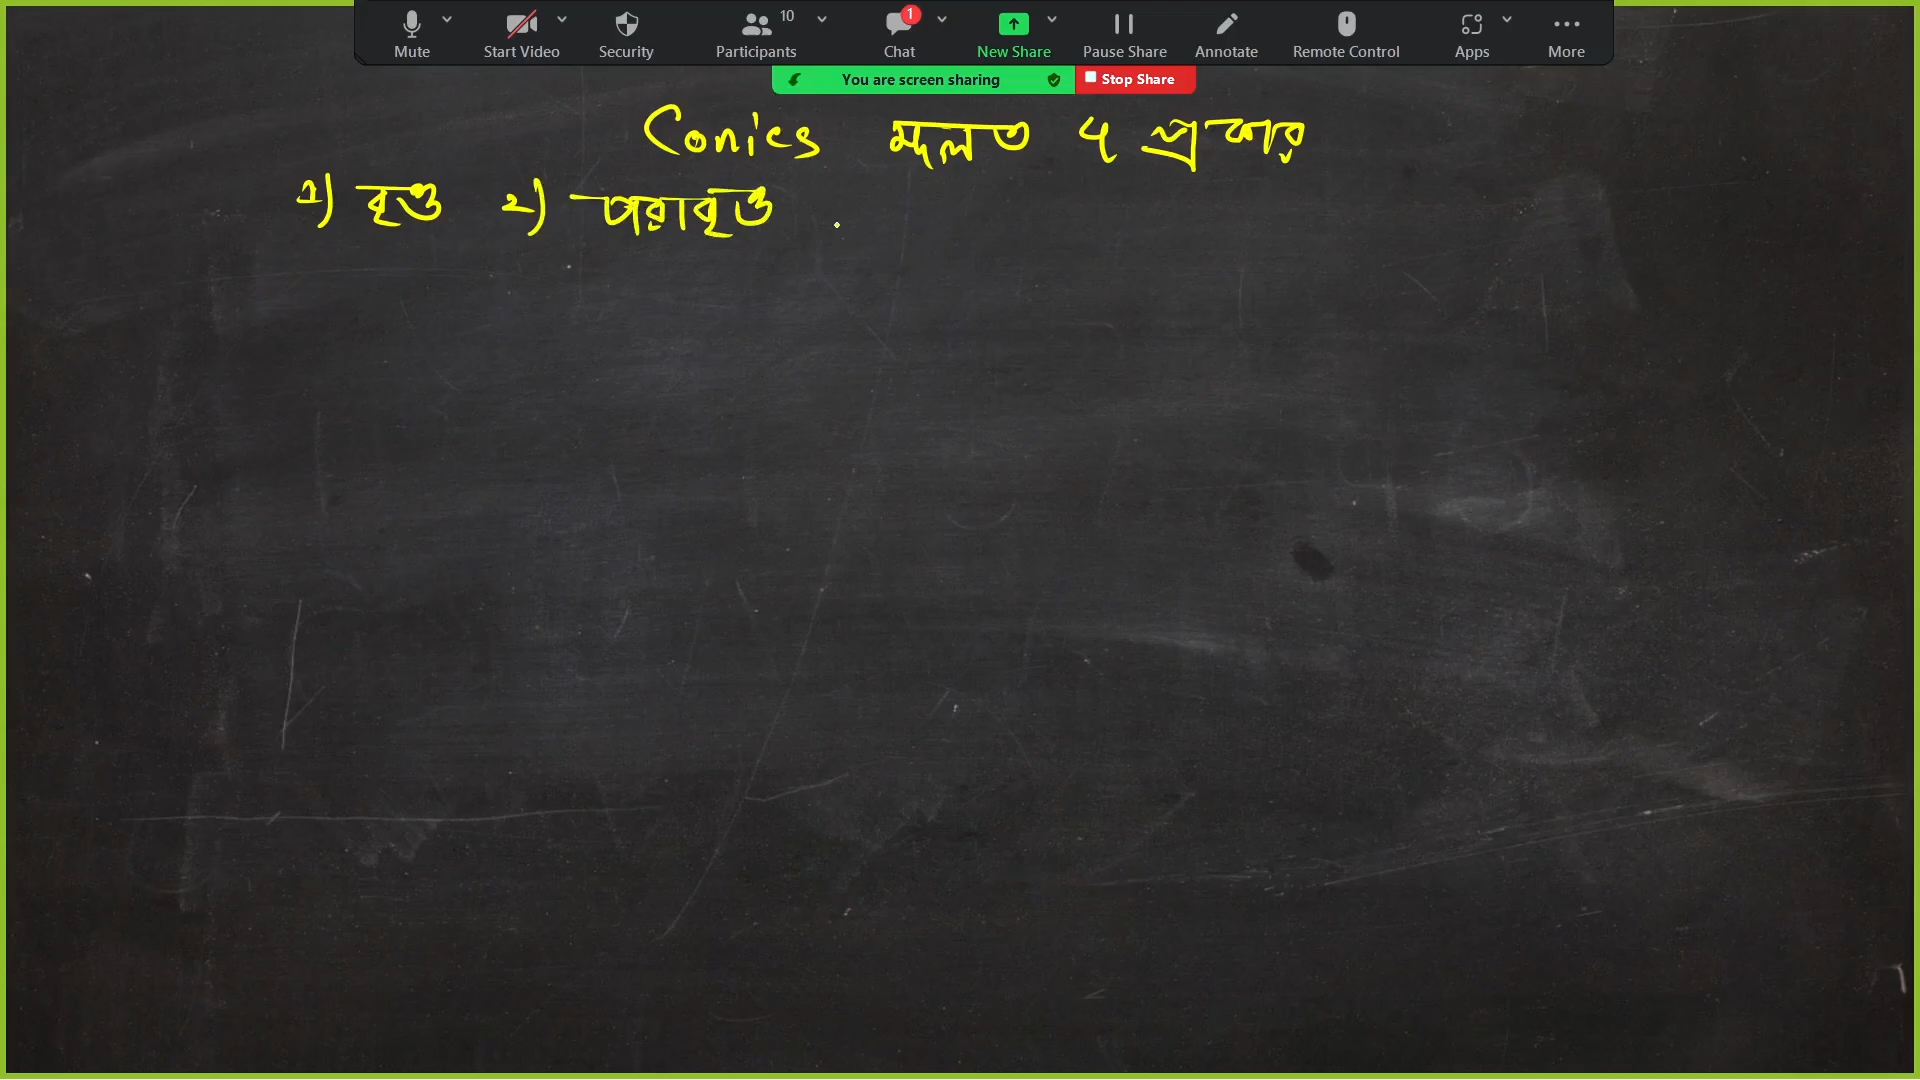 Mute Start Video Security Participants 10 Chat 1 New Share Pause Share Annotate Remote Control Apps More
You are screen sharing Stop Share
Conics মূলত ৫ প্রকার
১) বৃত্ত ২) পরাবৃত্ত